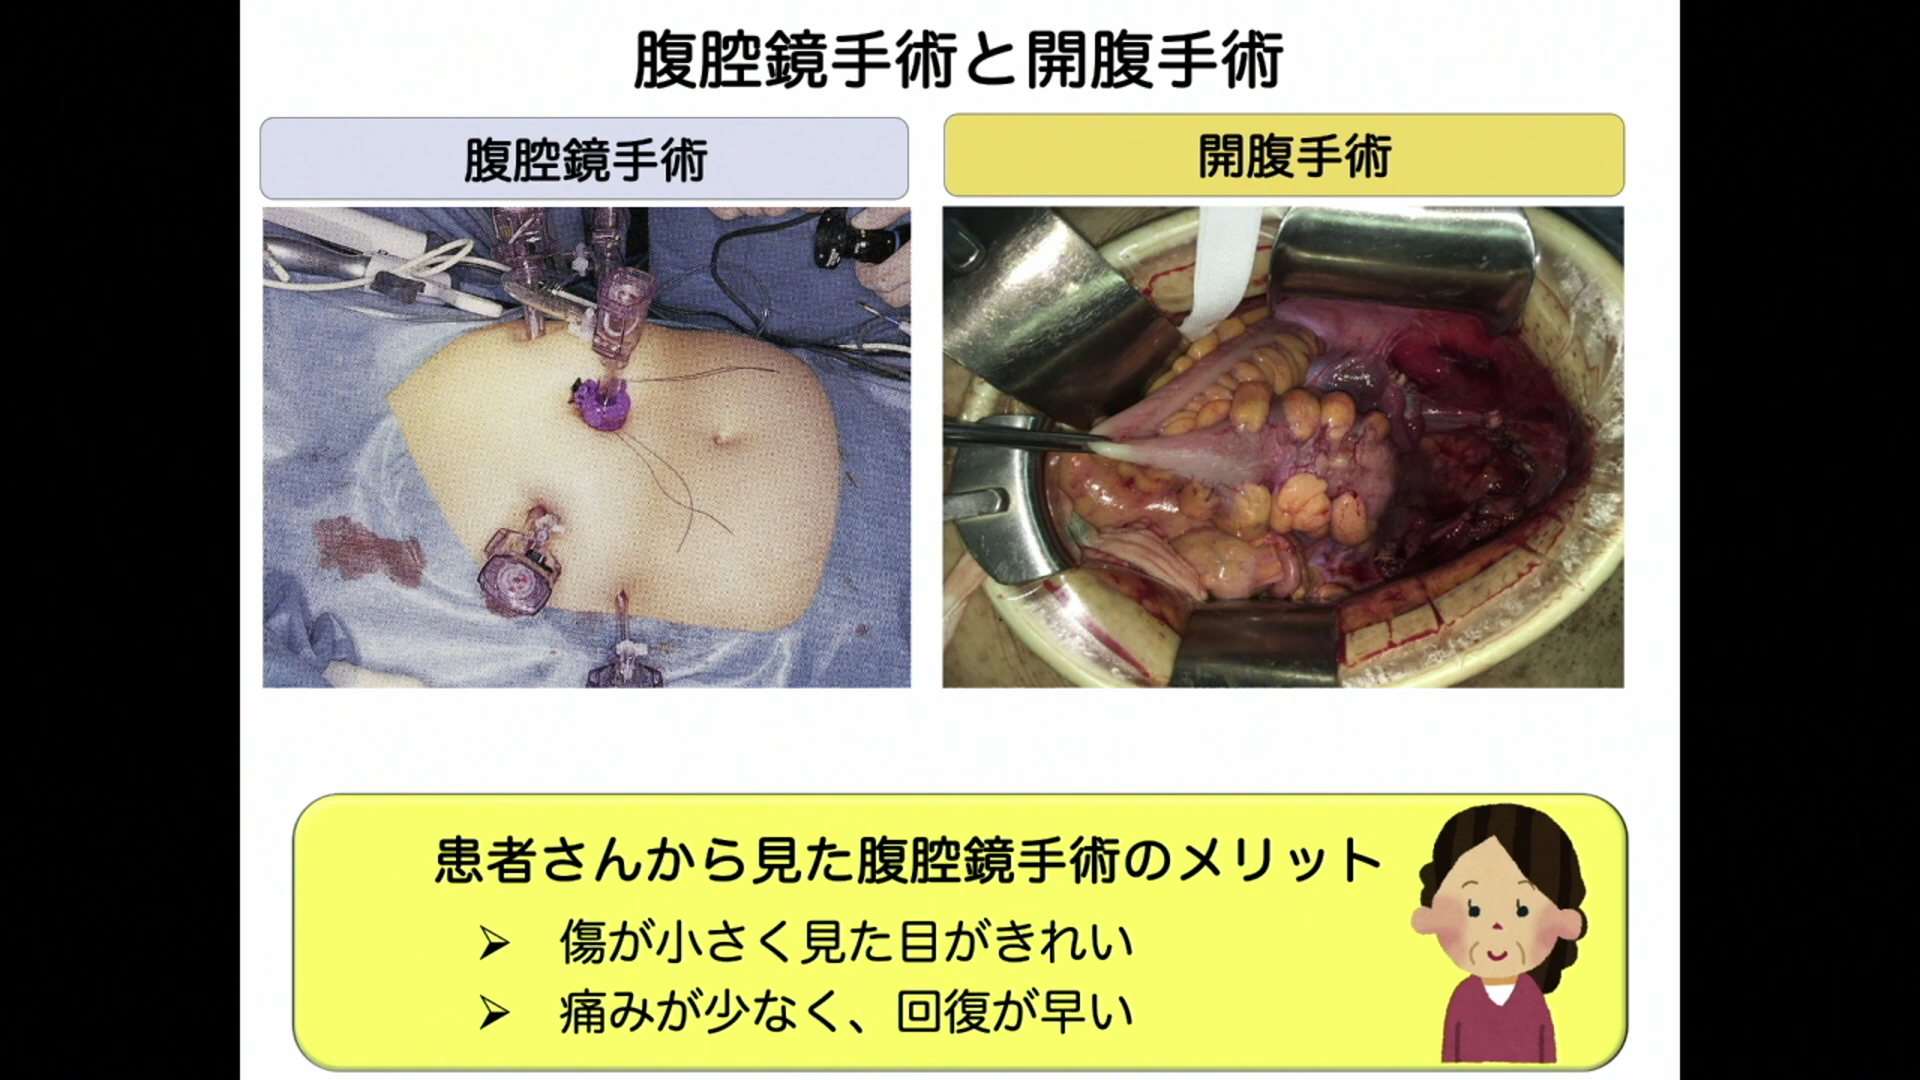 腹腔鏡手術と開腹手術
腹腔鏡手術
開腹手術
患者さんから見た腹腔鏡手術のメリット
➢ 傷が小さく見た目がきれい
➢ 痛みが少なく、回復が早い